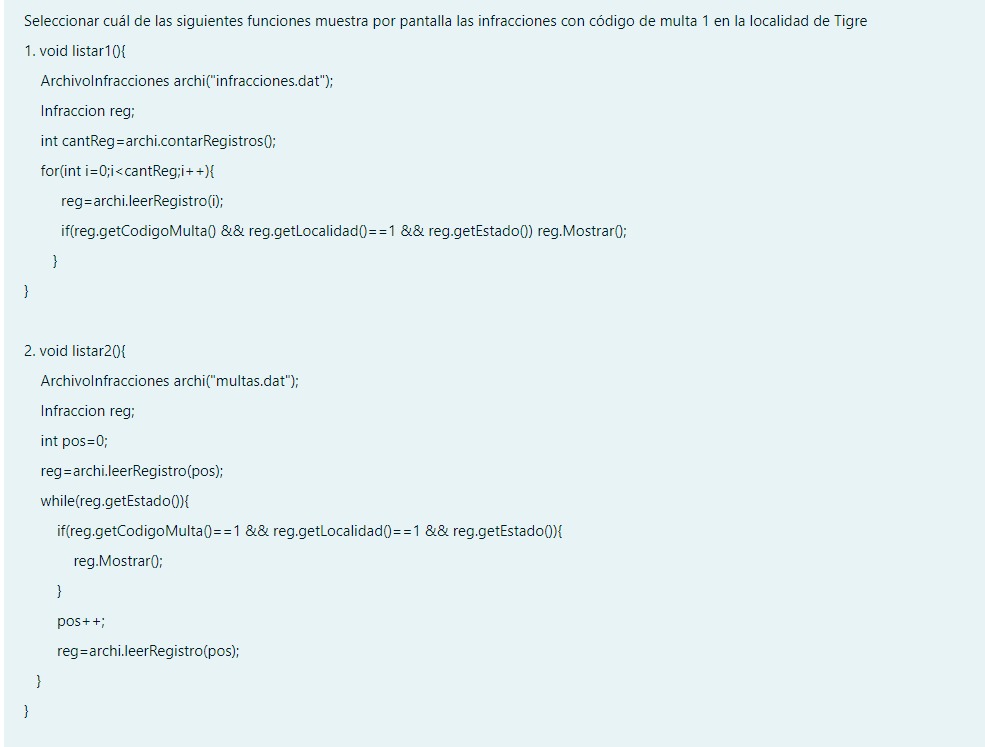 Seleccionar cuál de las siguientes funciones muestra por pantalla las infracciones con código de multa 1 en la localidad de Tigre
1. void listar1(){
ArchivoInfracciones archi("infracciones.dat");
Infraccion reg;
int cantReg=archi.contarRegistros();
for(int i=0;i<cantReg;i++){
reg=archi.leerRegistro(i);
if(reg.getCodigoMulta() && reg.getLocalidad()==1 && reg.getEstado()) reg.Mostrar();
}
}
2. void listar2(){
ArchivoInfracciones archi("multas.dat");
Infraccion reg;
int pos=0;
reg=archi.leerRegistro(pos);
while(reg.getEstado()){
if(reg.getCodigoMulta()==1 && reg.getLocalidad()==1 && reg.getEstado()){
reg.Mostrar();
}
pos++;
reg=archi.leerRegistro(pos);
}
}